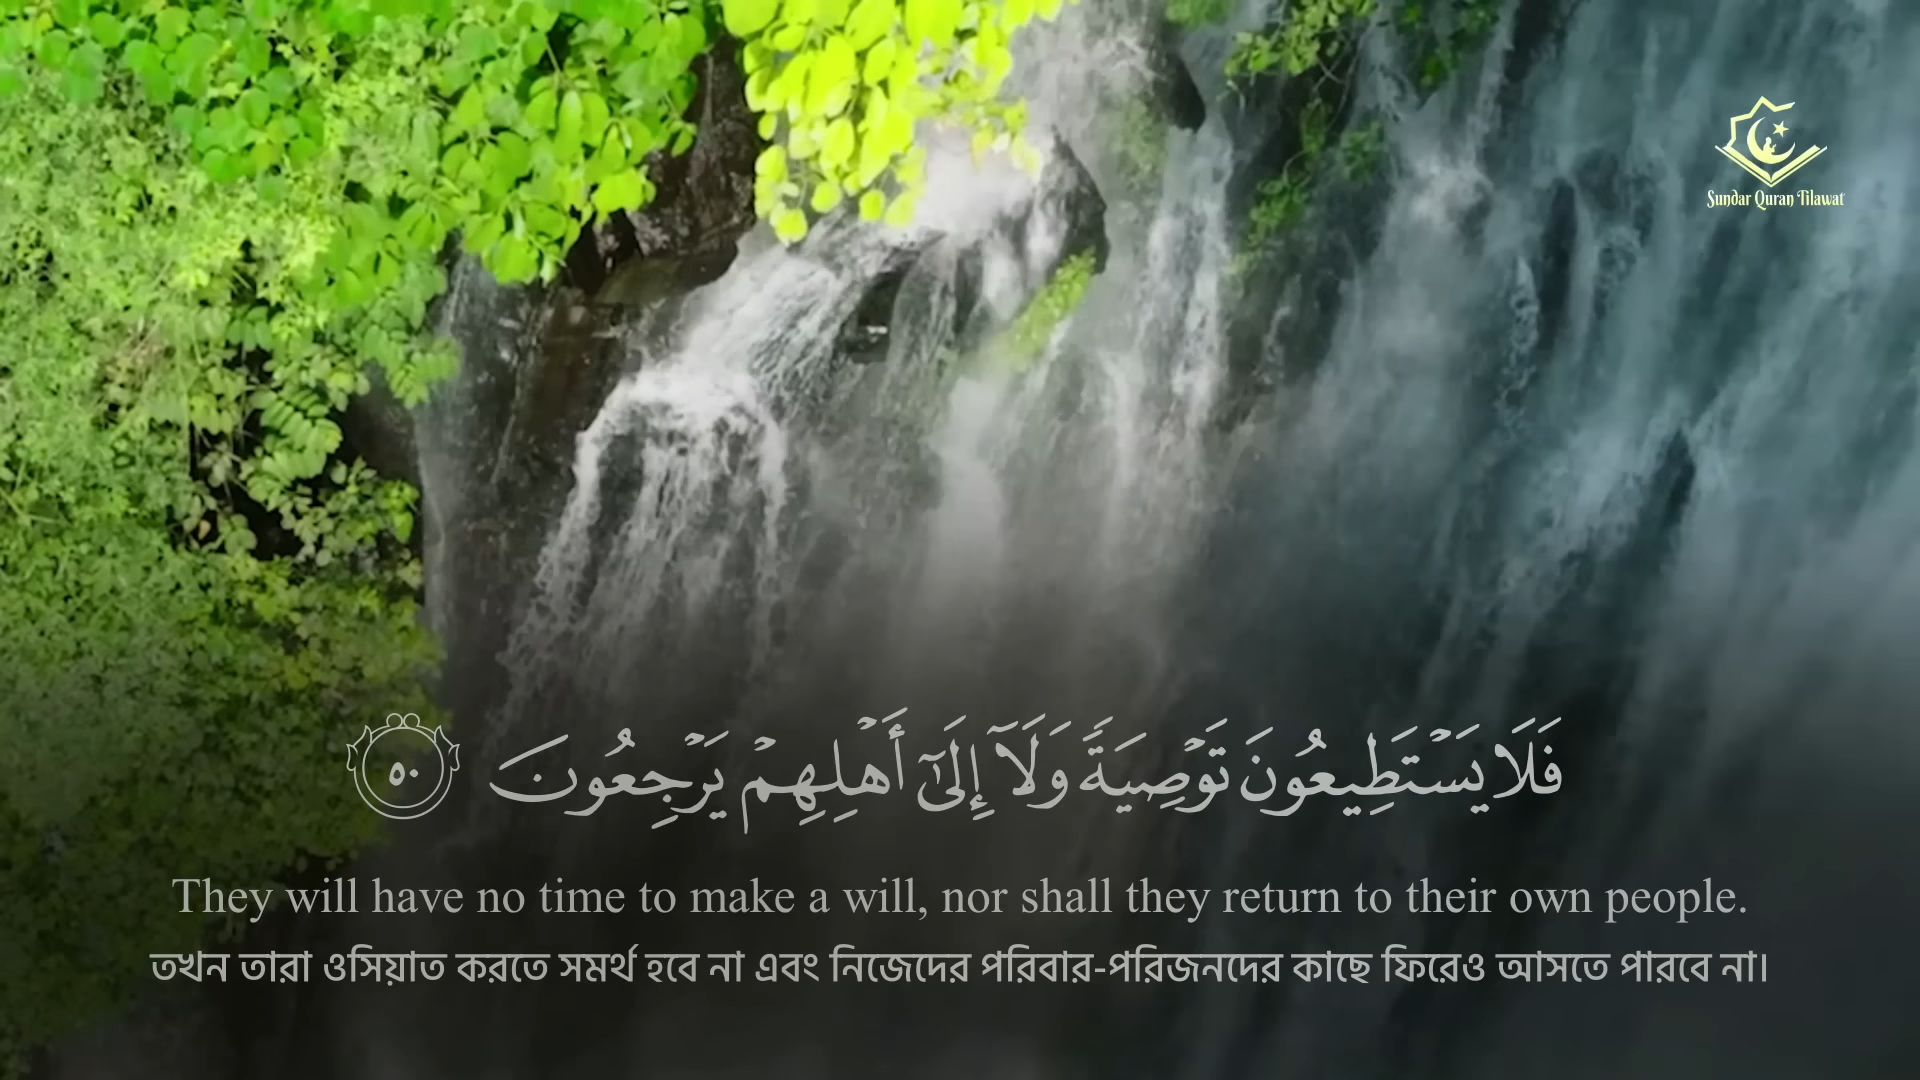 Sundar Quran Tilawat
فَلَا يَسْتَطِيعُونَ تَوْصِيَةً وَلَآ إِلَىٰٓ أَهْلِهِمْ يَرْجِعُونَ ٥٠
They will have no time to make a will, nor shall they return to their own people.
তখন তারা ওসিয়াত করতে সমর্থ হবে না এবং নিজেদের পরিবার-পরিজনদের কাছে ফিরেও আসতে পারবে না।